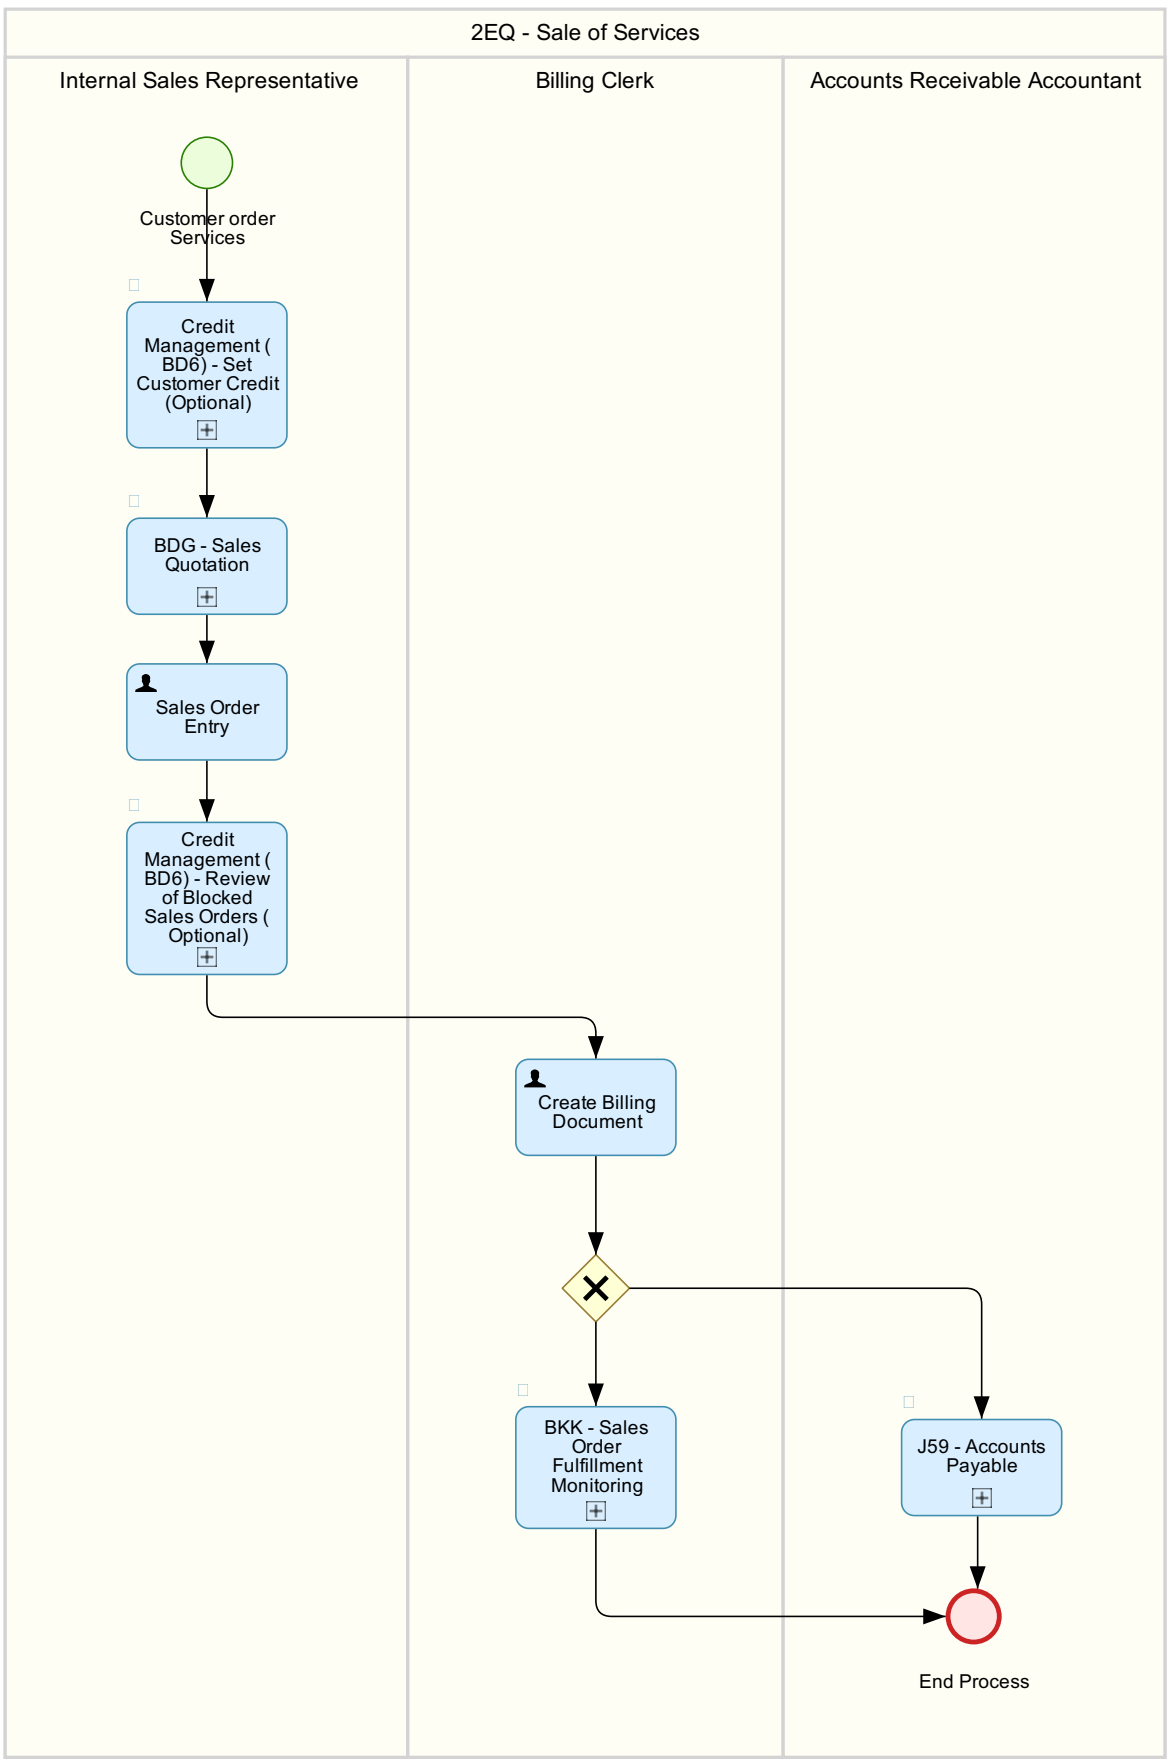 2EQ - Sale of Services
Internal Sales Representative
Billing Clerk
Accounts Receivable Accountant
Customer order
Services
Credit
Management (
BD6) - Set
Customer Credit
(Optional)
BDG - Sales
Quotation
Sales Order
Entry
Credit
Management (
BD6) - Review
of Blocked
Sales Orders (
Optional)
Create Billing
Document
BKK - Sales
Order
Fulfillment
Monitoring
J59 - Accounts
Payable
End Process